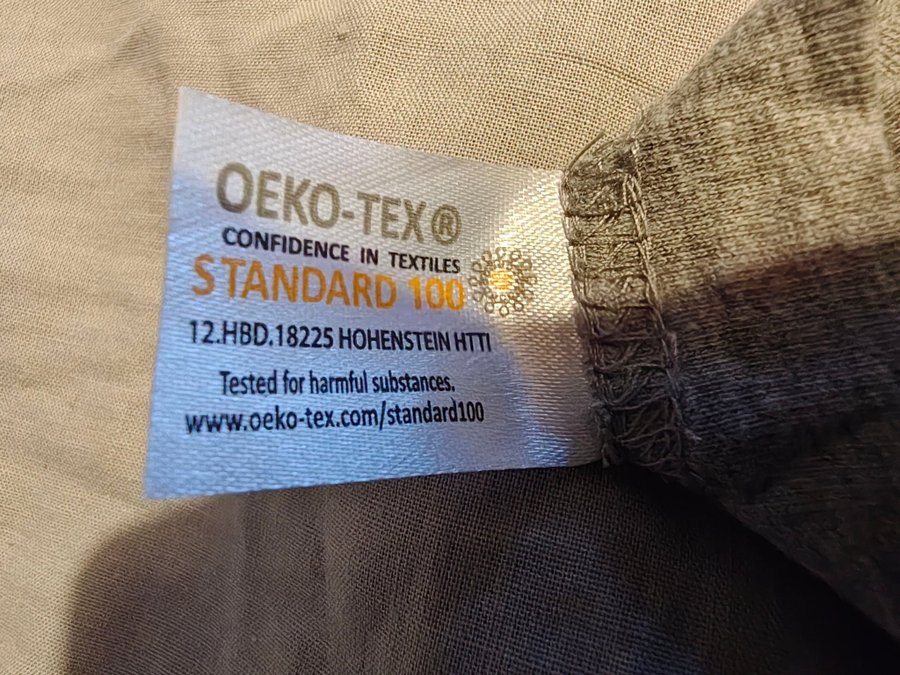 OEKO-TEX®
CONFIDENCE IN TEXTILES
STANDARD 100
12.HBD.18225 HOHENSTEIN HTTI
Tested for harmful substances.
www.oeko-tex.com/standard100